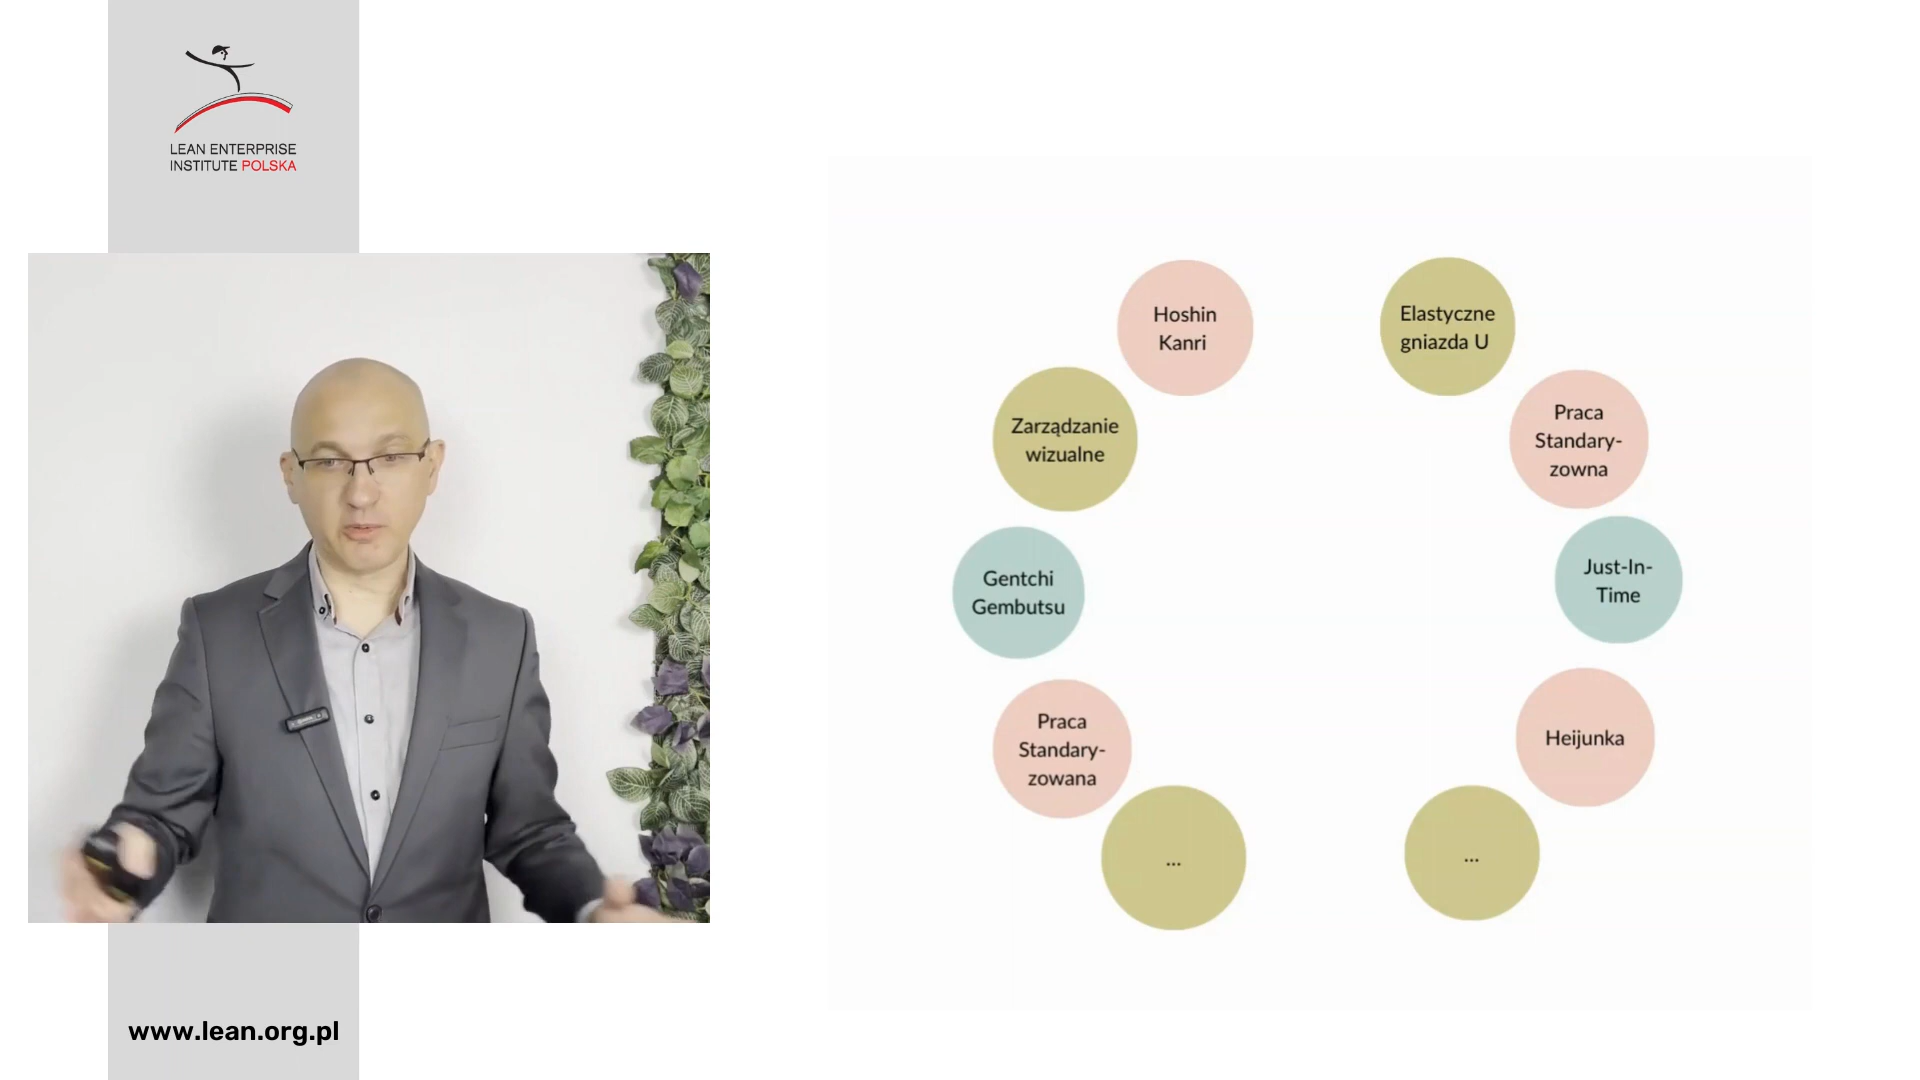 LEAN ENTERPRISE
INSTITUTE POLSKA
Hoshin
Kanri
Elastyczne
gniazda U
Zarządzanie
wizualne
Praca
Standary-
zowna
Gentchi
Gembutsu
Just-In-
Time
Praca
Standary-
zowana
Heijunka
...
...
www.lean.org.pl